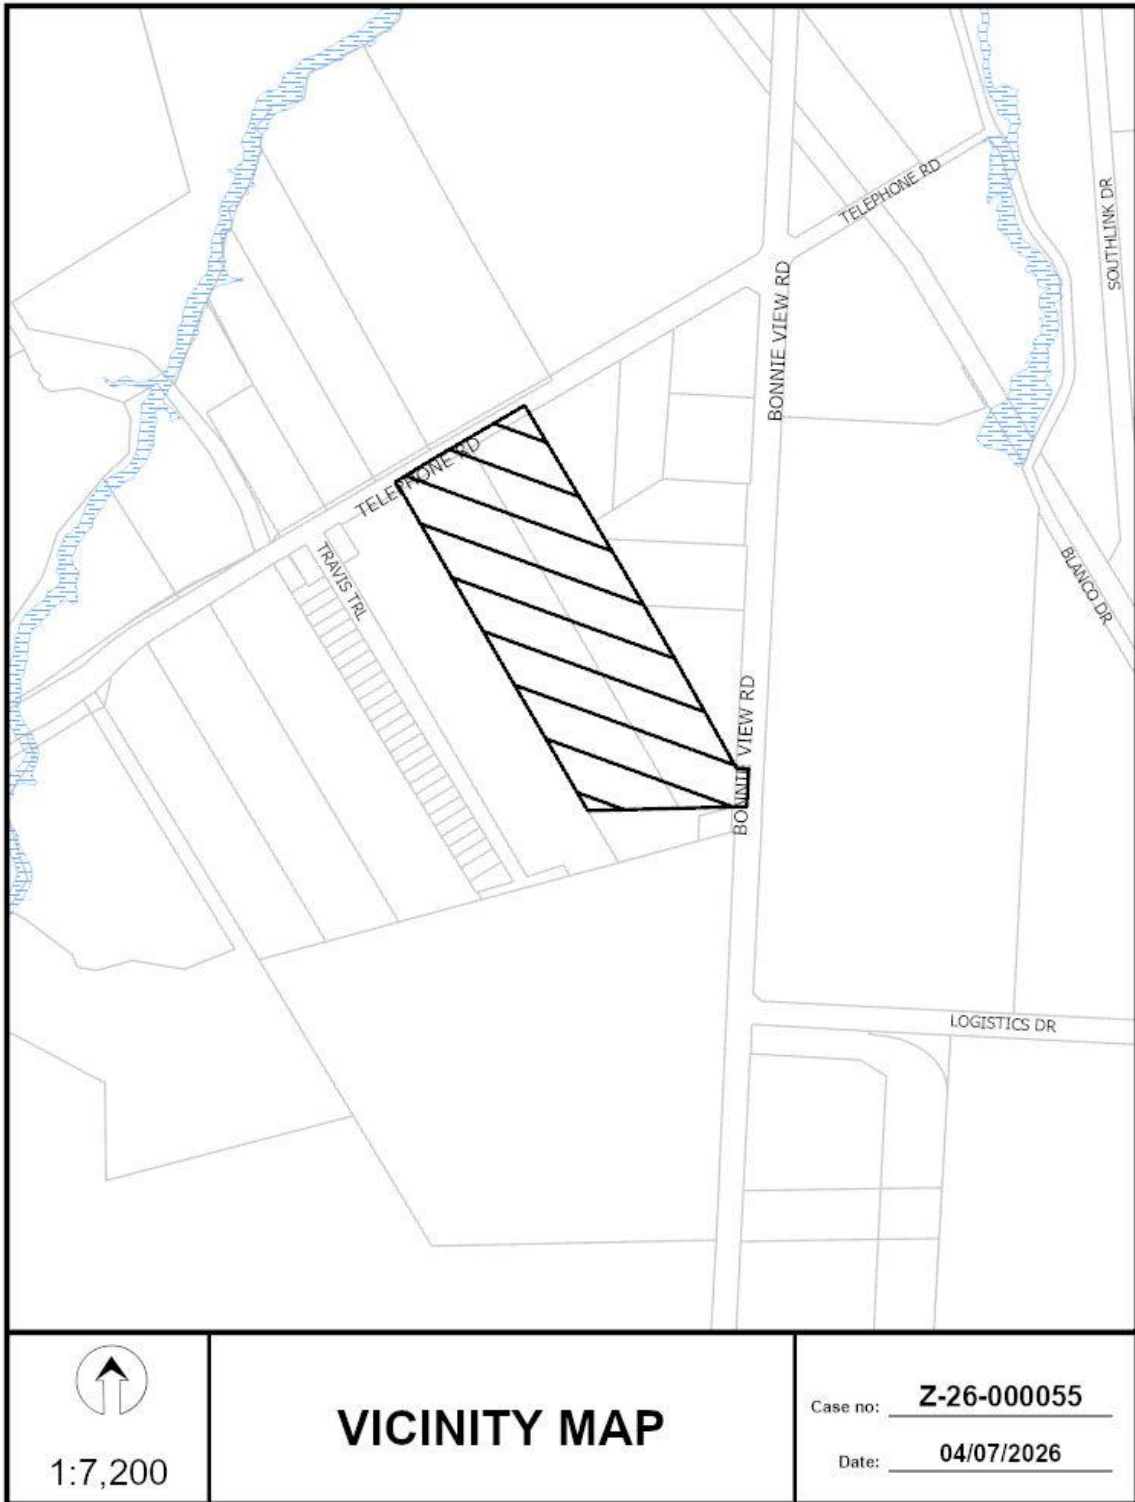 TELEPHONE RD
SOUTHLINK DR
BONNIE VIEW RD
TELEPHONE RD
TRAVIS TRL
BLANCO DR
BONNIE VIEW RD
LOGISTICS DR
1:7,200
VICINITY MAP
Case no: Z-26-000055
Date: 04/07/2026